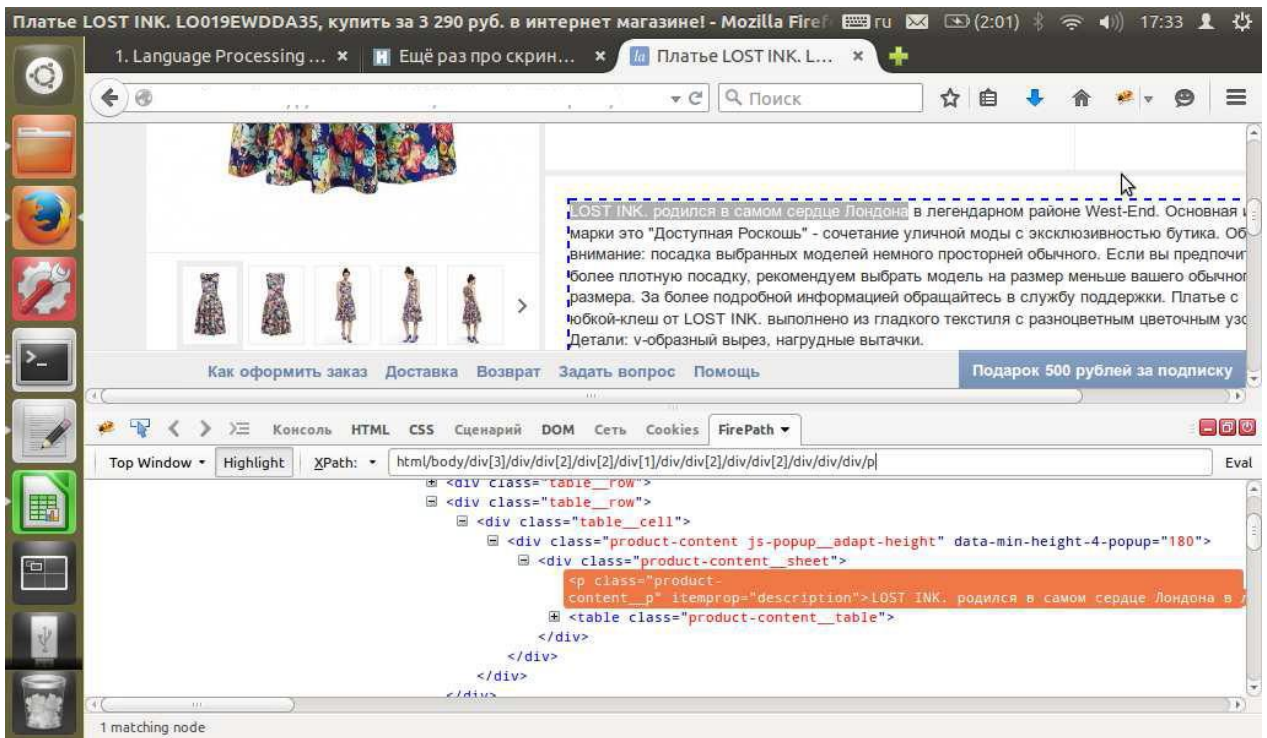 Платье LOST INK. LO019EWDDA35, купить за 3 290 руб. в интернет магазине! - Mozilla Firef ru (2:01) 17:33
1. Language Processing ... × Ещё раз про скрин... × la Платье LOST INK. L... ×
Поиск
LOST INK. родился в самом сердце Лондона в легендарном районе West-End. Основная
марки это "Доступная Роскошь" - сочетание уличной моды с эксклюзивностью бутика. Об
внимание: посадка выбранных моделей немного просторней обычного. Если вы предпочит
более плотную посадку, рекомендуем выбрать модель на размер меньше вашего обычног
размера. За более подробной информацией обращайтесь в службу поддержки. Платье с
юбкой-клеш от LOST INK. выполнено из гладкого текстиля с разноцветным цветочным узо
Детали: v-образный вырез, нагрудные вытачки.
Как оформить заказ Доставка Возврат Задать вопрос Помощь Подарок 500 рублей за подписку
Консоль HTML CSS Сценарий DOM Сеть Cookies FirePath
Top Window Highlight XPath: html/body/div[3]/div/div[2]/div[2]/div[1]/div/div[2]/div/div[2]/div/div/div/p Eval
<div class="table__row">
<div class="table__row">
<div class="table__cell">
<div class="product-content js-popup__adapt-height" data-min-height-4-popup="180">
<div class="product-content__sheet">
<p class="product-
content__p" itemprop="description">LOST INK. родился в самом сердце Лондона в л
<table class="product-content__table">
</div>
</div>
</div>
</div>
1 matching node